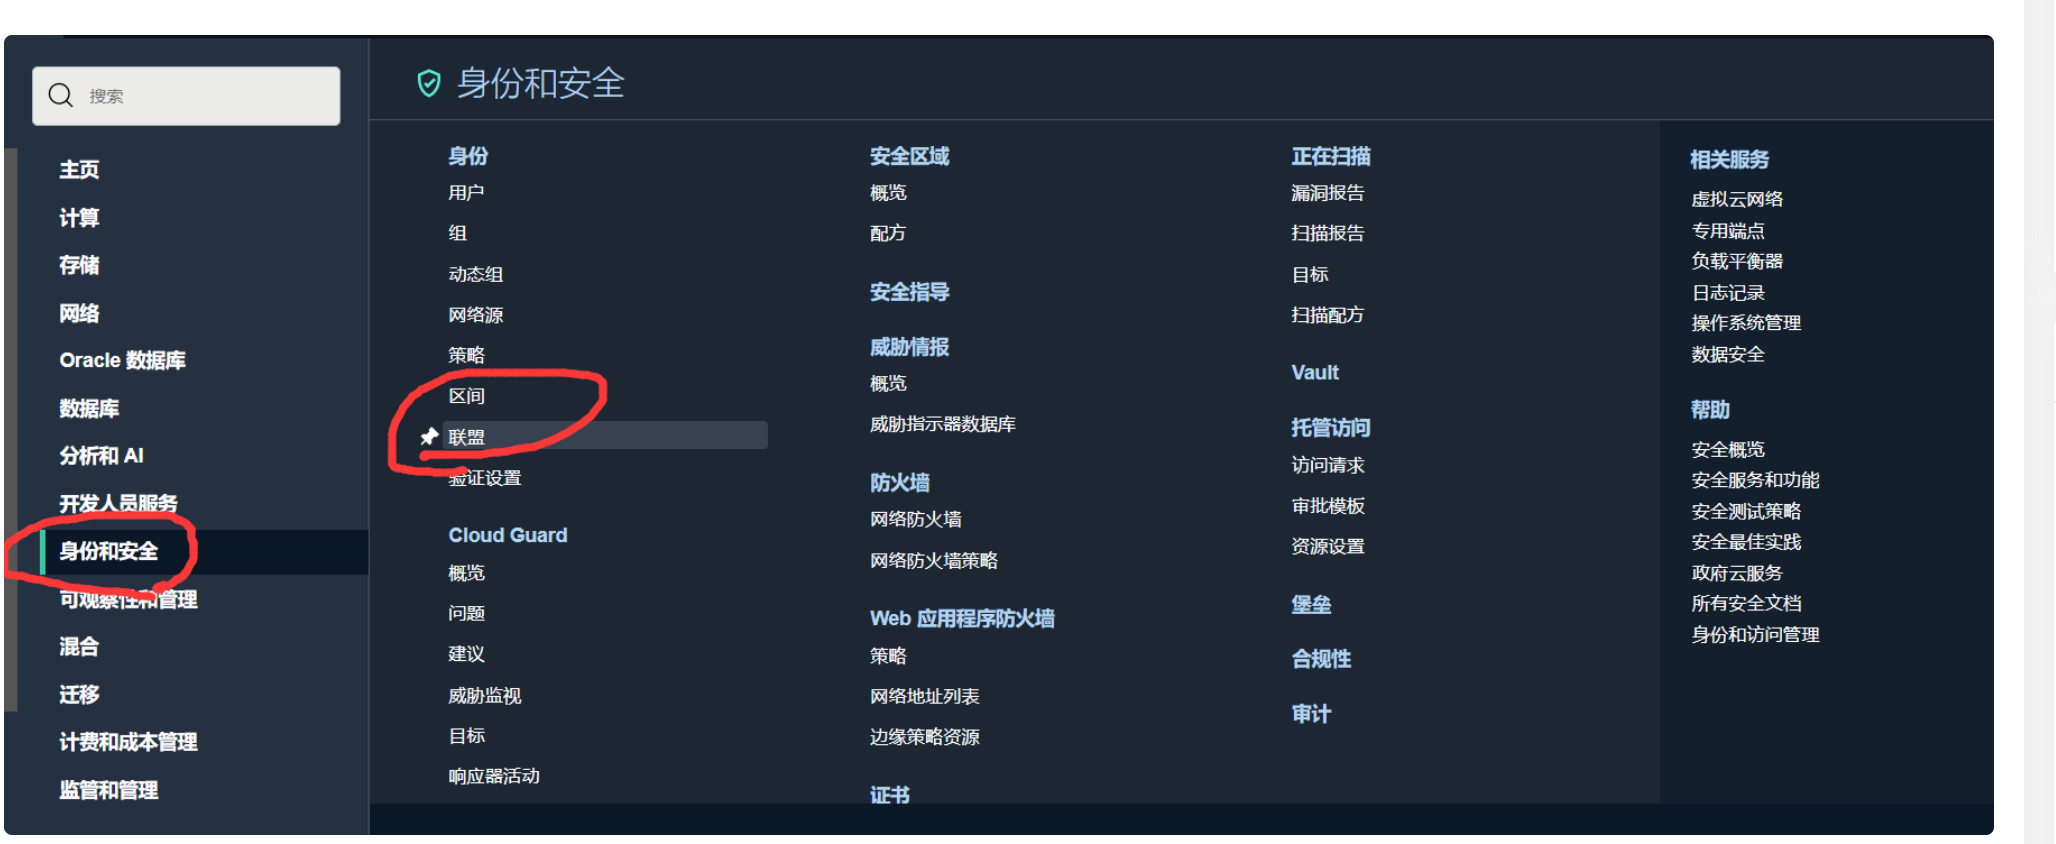 搜索
主页
计算
存储
网络
Oracle 数据库
数据库
分析和 AI
开发人员服务
身份和安全
可观察性和管理
混合
迁移
计费和成本管理
监管和管理
身份和安全
身份
用户
组
动态组
网络源
策略
区间
联盟
验证设置
Cloud Guard
概览
问题
建议
威胁监视
目标
响应器活动
安全区域
概览
配方
安全指导
威胁情报
概览
威胁指示器数据库
防火墙
网络防火墙
网络防火墙策略
Web 应用程序防火墙
策略
网络地址列表
边缘策略资源
证书
正在扫描
漏洞报告
扫描报告
目标
扫描配方
Vault
托管访问
访问请求
审批模板
资源设置
堡垒
合规性
审计
相关服务
虚拟云网络
专用端点
负载平衡器
日志记录
操作系统管理
数据安全
帮助
安全概览
安全服务和功能
安全测试策略
安全最佳实践
政府云服务
所有安全文档
身份和访问管理